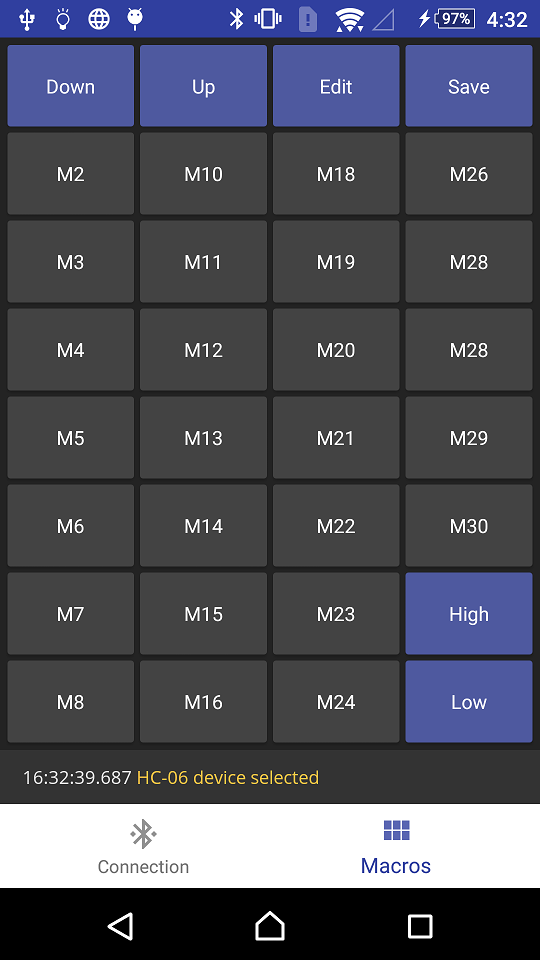 97% 4:32
Down Up Edit Save
M2 M10 M18 M26
M3 M11 M19 M28
M4 M12 M20 M28
M5 M13 M21 M29
M6 M14 M22 M30
M7 M15 M23 High
M8 M16 M24 Low
16:32:39.687 HC-06 device selected
Connection Macros